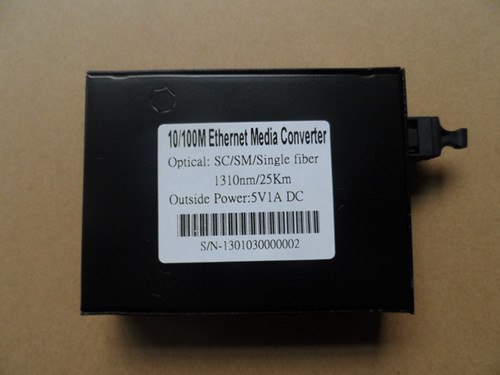 10/100M Ethernet Media Converter
Optical: SC/SM/Single fiber
1310nm/25Km
Outside Power:5V1A DC
S/N-1301030000002